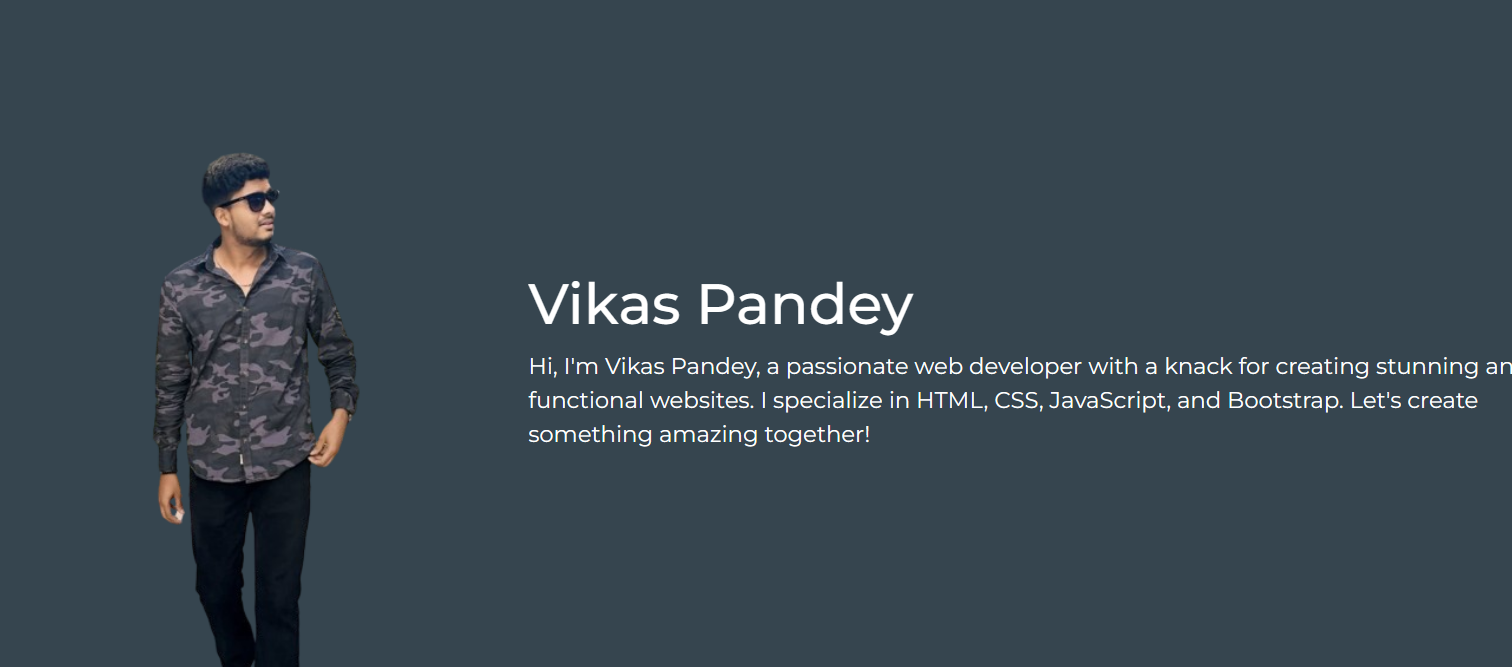 Vikas Pandey
Hi, I'm Vikas Pandey, a passionate web developer with a knack for creating stunning an
functional websites. I specialize in HTML, CSS, JavaScript, and Bootstrap. Let's create
something amazing together!